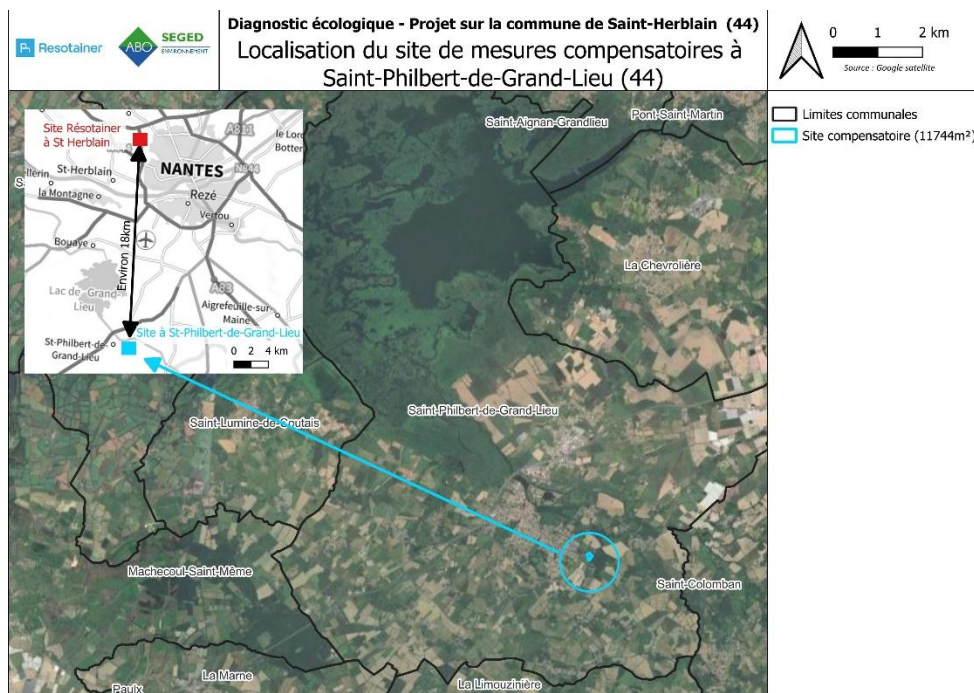 Resotainer
ABO
SEGED
ENVIRONNEMENT
Diagnostic écologique - Projet sur la commune de Saint-Herblain (44)
Localisation du site de mesures compensatoires à
Saint-Philbert-de-Grand-Lieu (44)
0 1 2 km
Source : Google satellite
Limites communales
Site compensatoire (11744m²)
Site Résotainer
à St Herblain
A811
le Lor
Botter
NANTES
N844
St-Herblain
ellerin
la Montagne
Rezé
Vertou
Bouaye
Environ 18km
Lac de Grand-
Lieu
A83
Aigrefeuille-sur-
Maine
Site à St-Philbert-de-Grand-Lieu
St-Philbert-de-
Grand-Lieu
0 2 4 km
Saint-Aignan-Grandlieu
Pont-Saint-Martin
La Chevrolière
Saint-Philbert-de-Grand-Lieu
Saint-Lumine-de-Coutais
Machecoul-Saint-Même
Saint-Colomban
La Marne
La Limouzinière
Paulx